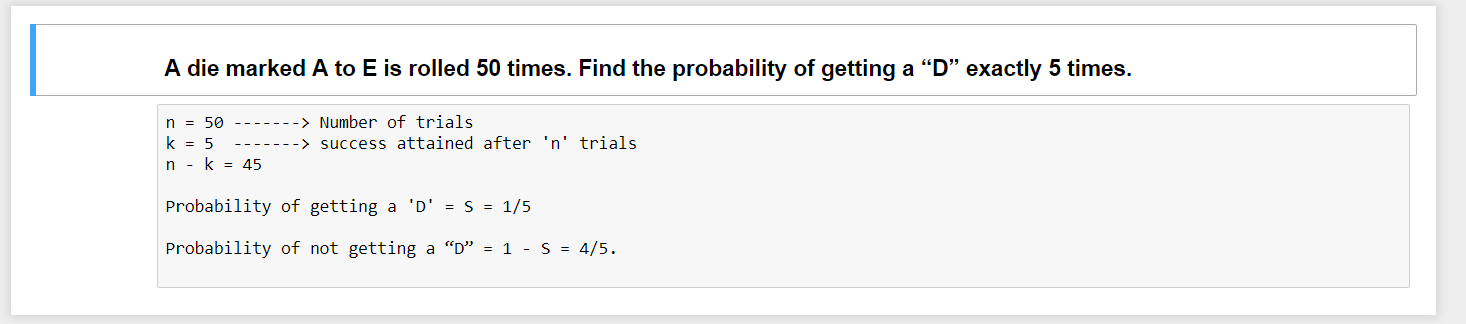 A die marked A to E is rolled 50 times. Find the probability of getting a “D” exactly 5 times.
n = 50 -------> Number of trials
k = 5  -------> success attained after 'n' trials
n - k = 45
Probability of getting a 'D' = S = 1/5
Probability of not getting a “D” = 1 - S = 4/5.